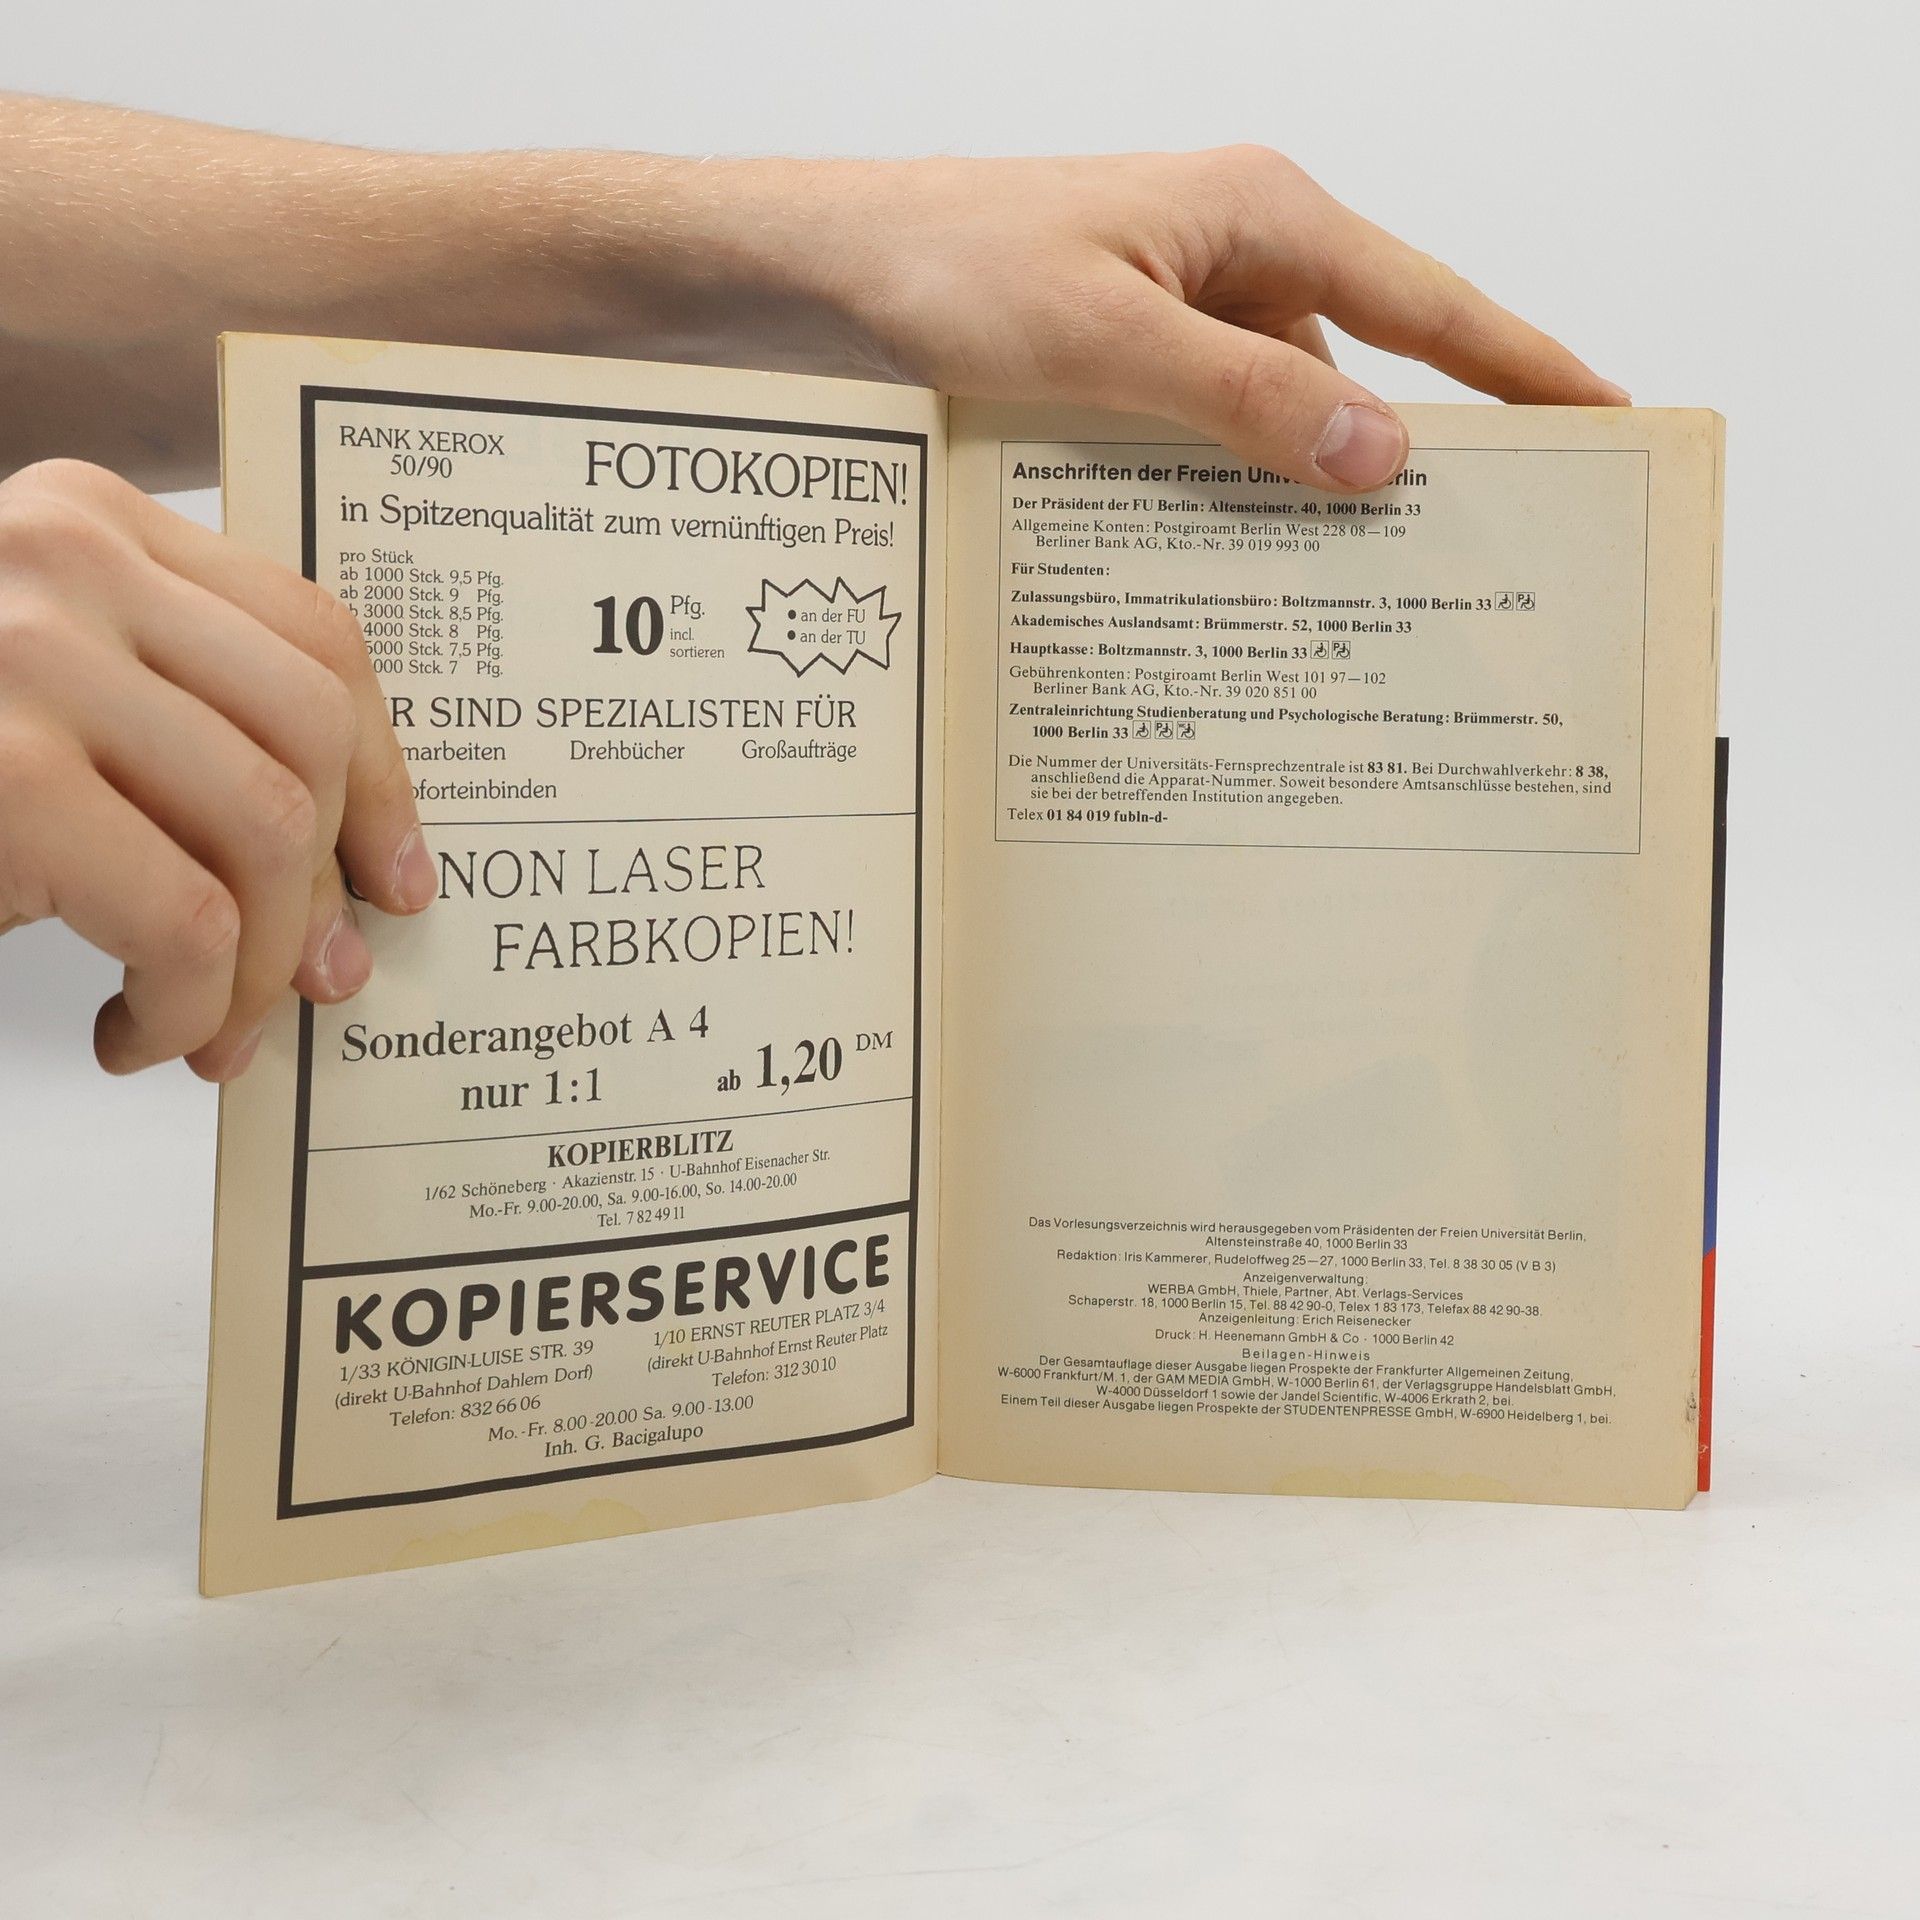 RANK XEROX
50/90
FOTOKOPIEN!
in Spitzenqualität zum vernünftigen Preis!
pro Stück
ab 1000 Stck. 9,5 Pfg.
ab 2000 Stck. 9 Pfg.
3000 Stck. 8,5 Pfg.
4000 Stck. 8 Pfg.
5000 Stck. 7,5 Pfg.
Stck. 7 Pfg.
10 Pfg.
incl.
sortieren
• an der FU
• an der TU
SIND SPEZIALISTEN FÜR
Drehbücher Großaufträge
LASER
FARBKOPIEN!
Sonderangebot A 4
nur 1:1 ab 1,20 DM
KOPIERBLITZ
1/62 Schöneberg · Akazienstr. 15 · U-Bahnhof Eisenacher Str.
Mo.-Fr. 9.00-20.00, Sa. 9.00-16.00, So. 14.00-20.00
Tel. 7 82 49 11
KOPIERSERVICE
1/33 KÖNIGIN-LUISE STR. 39
(direkt U-Bahnhof Dahlem Dorf)
Telefon: 832 66 06
1/10 ERNST REUTER PLATZ 3/4
(direkt U-Bahnhof Ernst Reuter Platz
Telefon: 312 30 10
Mo.-Fr. 8.00-20.00 Sa. 9.00-13.00
Inh. G. Bacigalupo
Anschriften der Freien
Der Präsident der FU Berlin: Altensteinstr. 40, 1000 Berlin 33
Allgemeine Konten: Postgiroamt Berlin West 228 08—109
Berliner Bank AG, Kto.-Nr. 39 019 993 00
Für Studenten:
Zulassungsbüro, Immatrikulationsbüro: Boltzmannstr. 3, 1000 Berlin 33
Akademisches Auslandsamt: Brümmerstr. 52, 1000 Berlin 33
Hauptkasse: Boltzmannstr. 3, 1000 Berlin 33
Gebührenkonten: Postgiroamt Berlin West 101 97—102
Berliner Bank AG, Kto.-Nr. 39 020 851 00
Zentraleinrichtung Studienberatung und Psychologische Beratung: Brümmerstr. 50,
1000 Berlin 33
Die Nummer der Universitäts-Fernsprechzentrale ist 83 81. Bei Durchwahlverkehr: 8 38,
anschließend die Apparat-Nummer. Soweit besondere Amtsanschlüsse bestehen, sind
sie bei der betreffenden Institution angegeben.
Telex 01 84 019 fubln-d-
Das Vorlesungsverzeichnis wird herausgegeben vom Präsidenten der Freien Universität Berlin,
Altensteinstraße 40, 1000 Berlin 33
Redaktion: Iris Kammerer, Rudeloffweg 25—27, 1000 Berlin 33, Tel. 8 38 30 05 (V B 3)
Anzeigenverwaltung:
WERBA GmbH, Thiele, Partner, Abt. Verlags-Services
Schaperstr. 18, 1000 Berlin 15, Tel. 88 42 90-0, Telex 1 83 173, Telefax 88 42 90-38.
Anzeigenleitung: Erich Reisenecker
Druck: H. Heenemann GmbH & Co · 1000 Berlin 42
Beilagen-Hinweis
Der Gesamtauflage dieser Ausgabe liegen Prospekte der Frankfurter Allgemeinen Zeitung,
W-6000 Frankfurt/M. 1, der GAM MEDIA GmbH, W-1000 Berlin 61, der Verlagsgruppe Handelsblatt GmbH,
W-4000 Düsseldorf 1 sowie der Jandel Scientific, W-4006 Erkrath 2, bei.
Einem Teil dieser Ausgabe liegen Prospekte der STUDENTENPRESSE GmbH, W-6900 Heidelberg 1, bei.